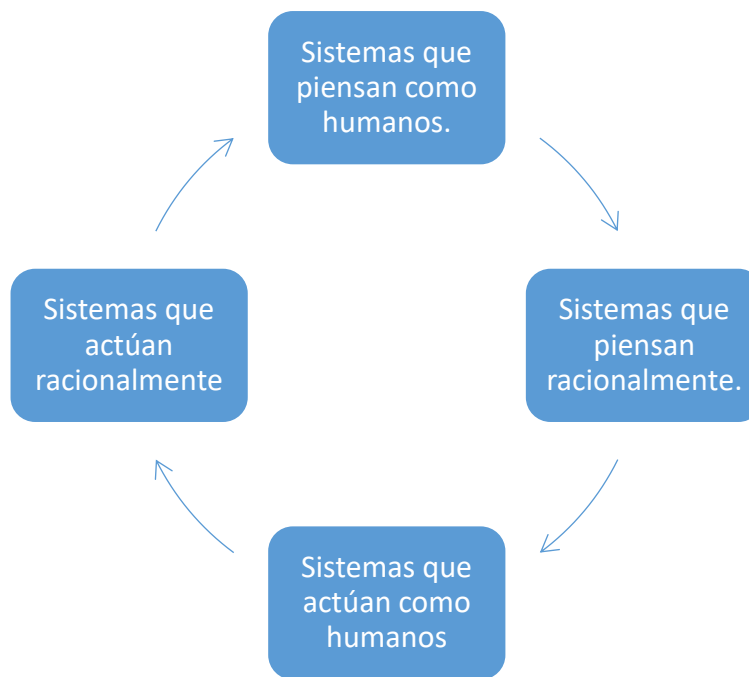 Sistemas que
piensan como
humanos.
Sistemas que
piensan
racionalmente.
Sistemas que
actúan como
humanos
Sistemas que
actúan
racionalmente